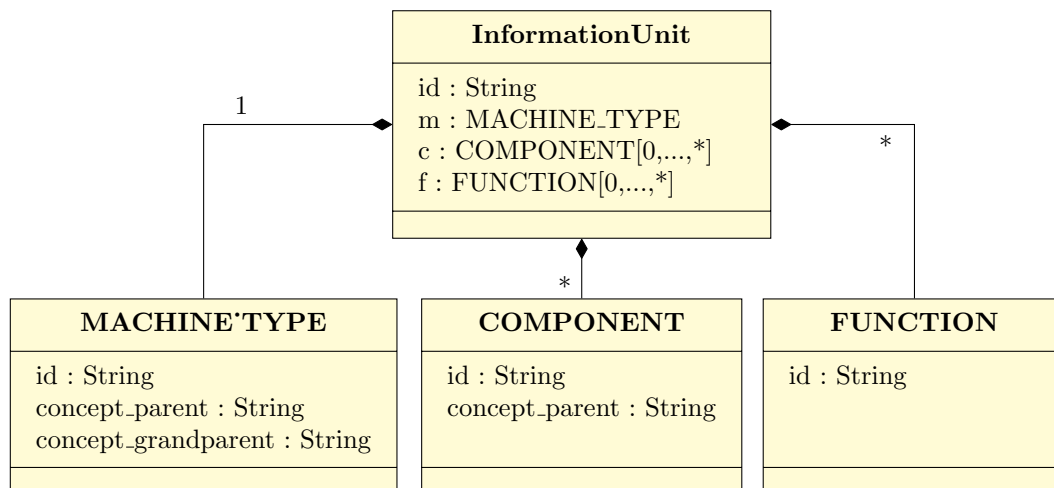 InformationUnit
id : String
m : MACHINE_TYPE
c : COMPONENT[0,...,*]
f : FUNCTION[0,...,*]
1
*
*
MACHINE˙TYPE
id : String
concept_parent : String
concept_grandparent : String
COMPONENT
id : String
concept_parent : String
FUNCTION
id : String